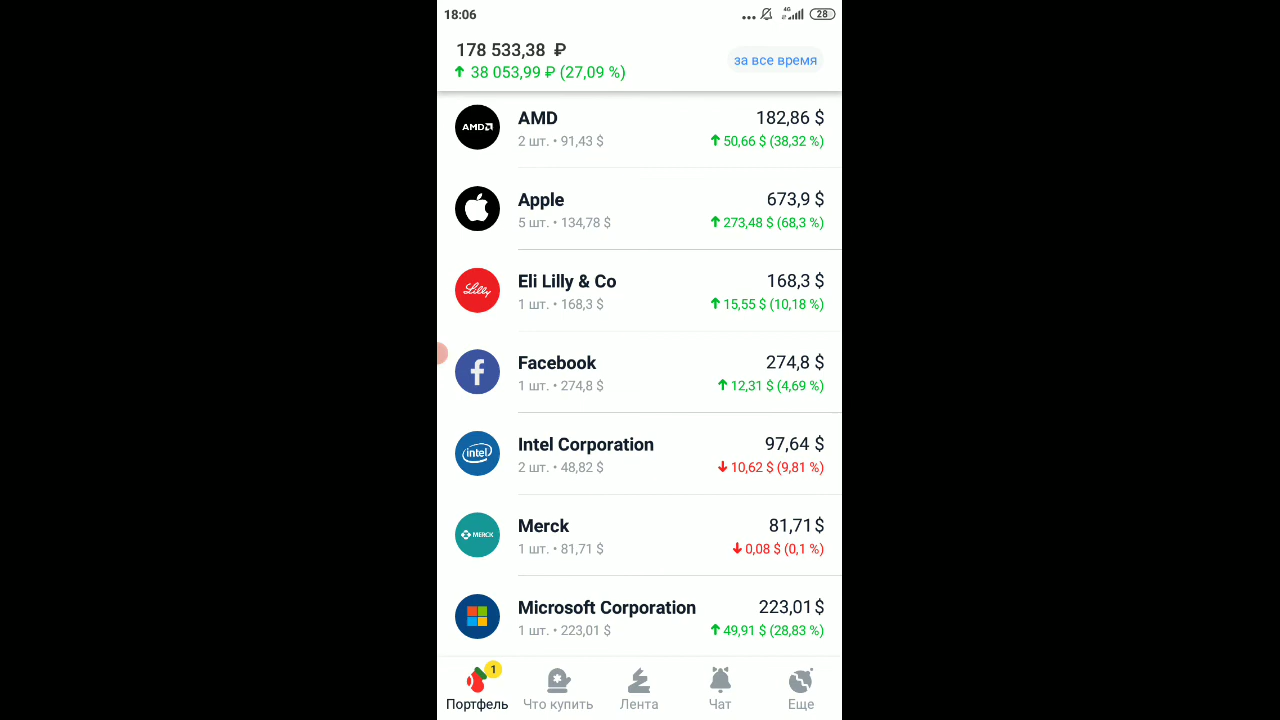 18:06
4G
28
178 533,38 ₽
38 053,99 ₽ (27,09 %)
за все время
AMD
AMD
182,86 $
2 шт. • 91,43 $
50,66 $ (38,32 %)
Apple
673,9 $
5 шт. • 134,78 $
273,48 $ (68,3 %)
Lilly
Eli Lilly & Co
168,3 $
1 шт. • 168,3 $
15,55 $ (10,18 %)
f
Facebook
274,8 $
1 шт. • 274,8 $
12,31 $ (4,69 %)
intel
Intel Corporation
97,64 $
2 шт. • 48,82 $
10,62 $ (9,81 %)
MERCK
Merck
81,71 $
1 шт. • 81,71 $
0,08 $ (0,1 %)
Microsoft Corporation
223,01 $
1 шт. • 223,01 $
49,91 $ (28,83 %)
1
Портфель
Что купить
Лента
Чат
Еще